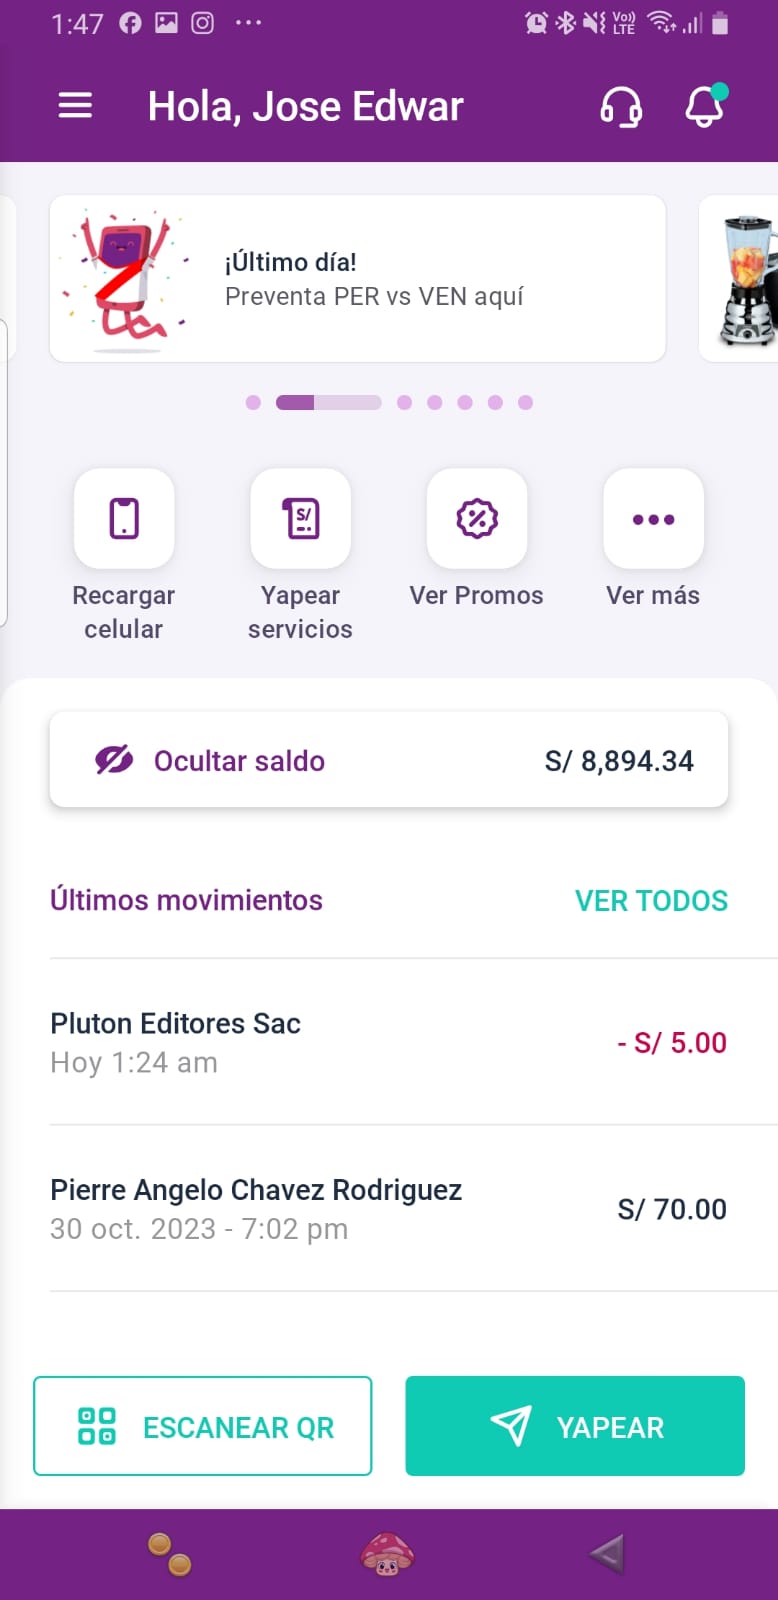 1:47
Vo)) LTE
Hola, Jose Edwar
¡Último día!
Preventa PER vs VEN aquí
S/
Recargar celular
Yapear servicios
Ver Promos
Ver más
Ocultar saldo S/ 8,894.34
Últimos movimientos VER TODOS
Pluton Editores Sac
Hoy 1:24 am
- S/ 5.00
Pierre Angelo Chavez Rodriguez
30 oct. 2023 - 7:02 pm
S/ 70.00
ESCANEAR QR
YAPEAR